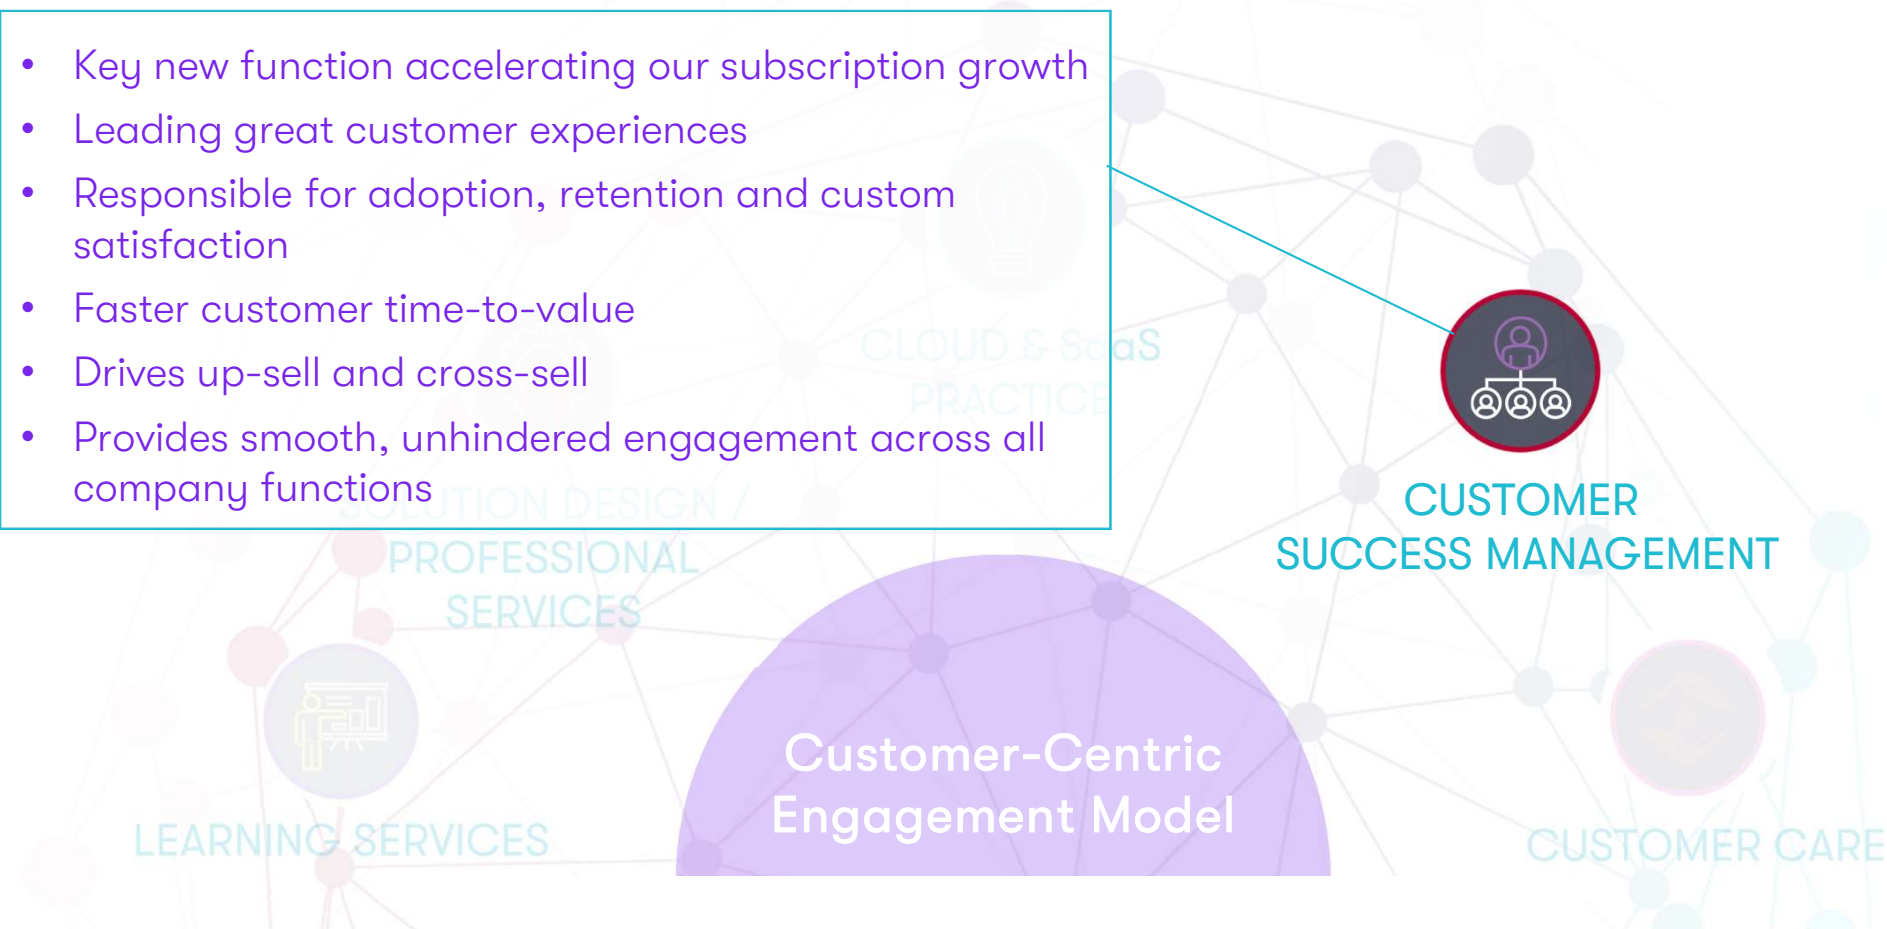 • Key new function accelerating our subscription growth
• Leading great customer experiences
• Responsible for adoption, retention and custom
satisfaction
• Faster customer time-to-value
• Drives up-sell and cross-sell
• Provides smooth, unhindered engagement across all
company functions
CLOUD & SaaS
PRACTICE
SOLUTION DESIGN /
PROFESSIONAL
SERVICES
CUSTOMER
SUCCESS MANAGEMENT
Customer-Centric
Engagement Model
LEARNING SERVICES
CUSTOMER CARE